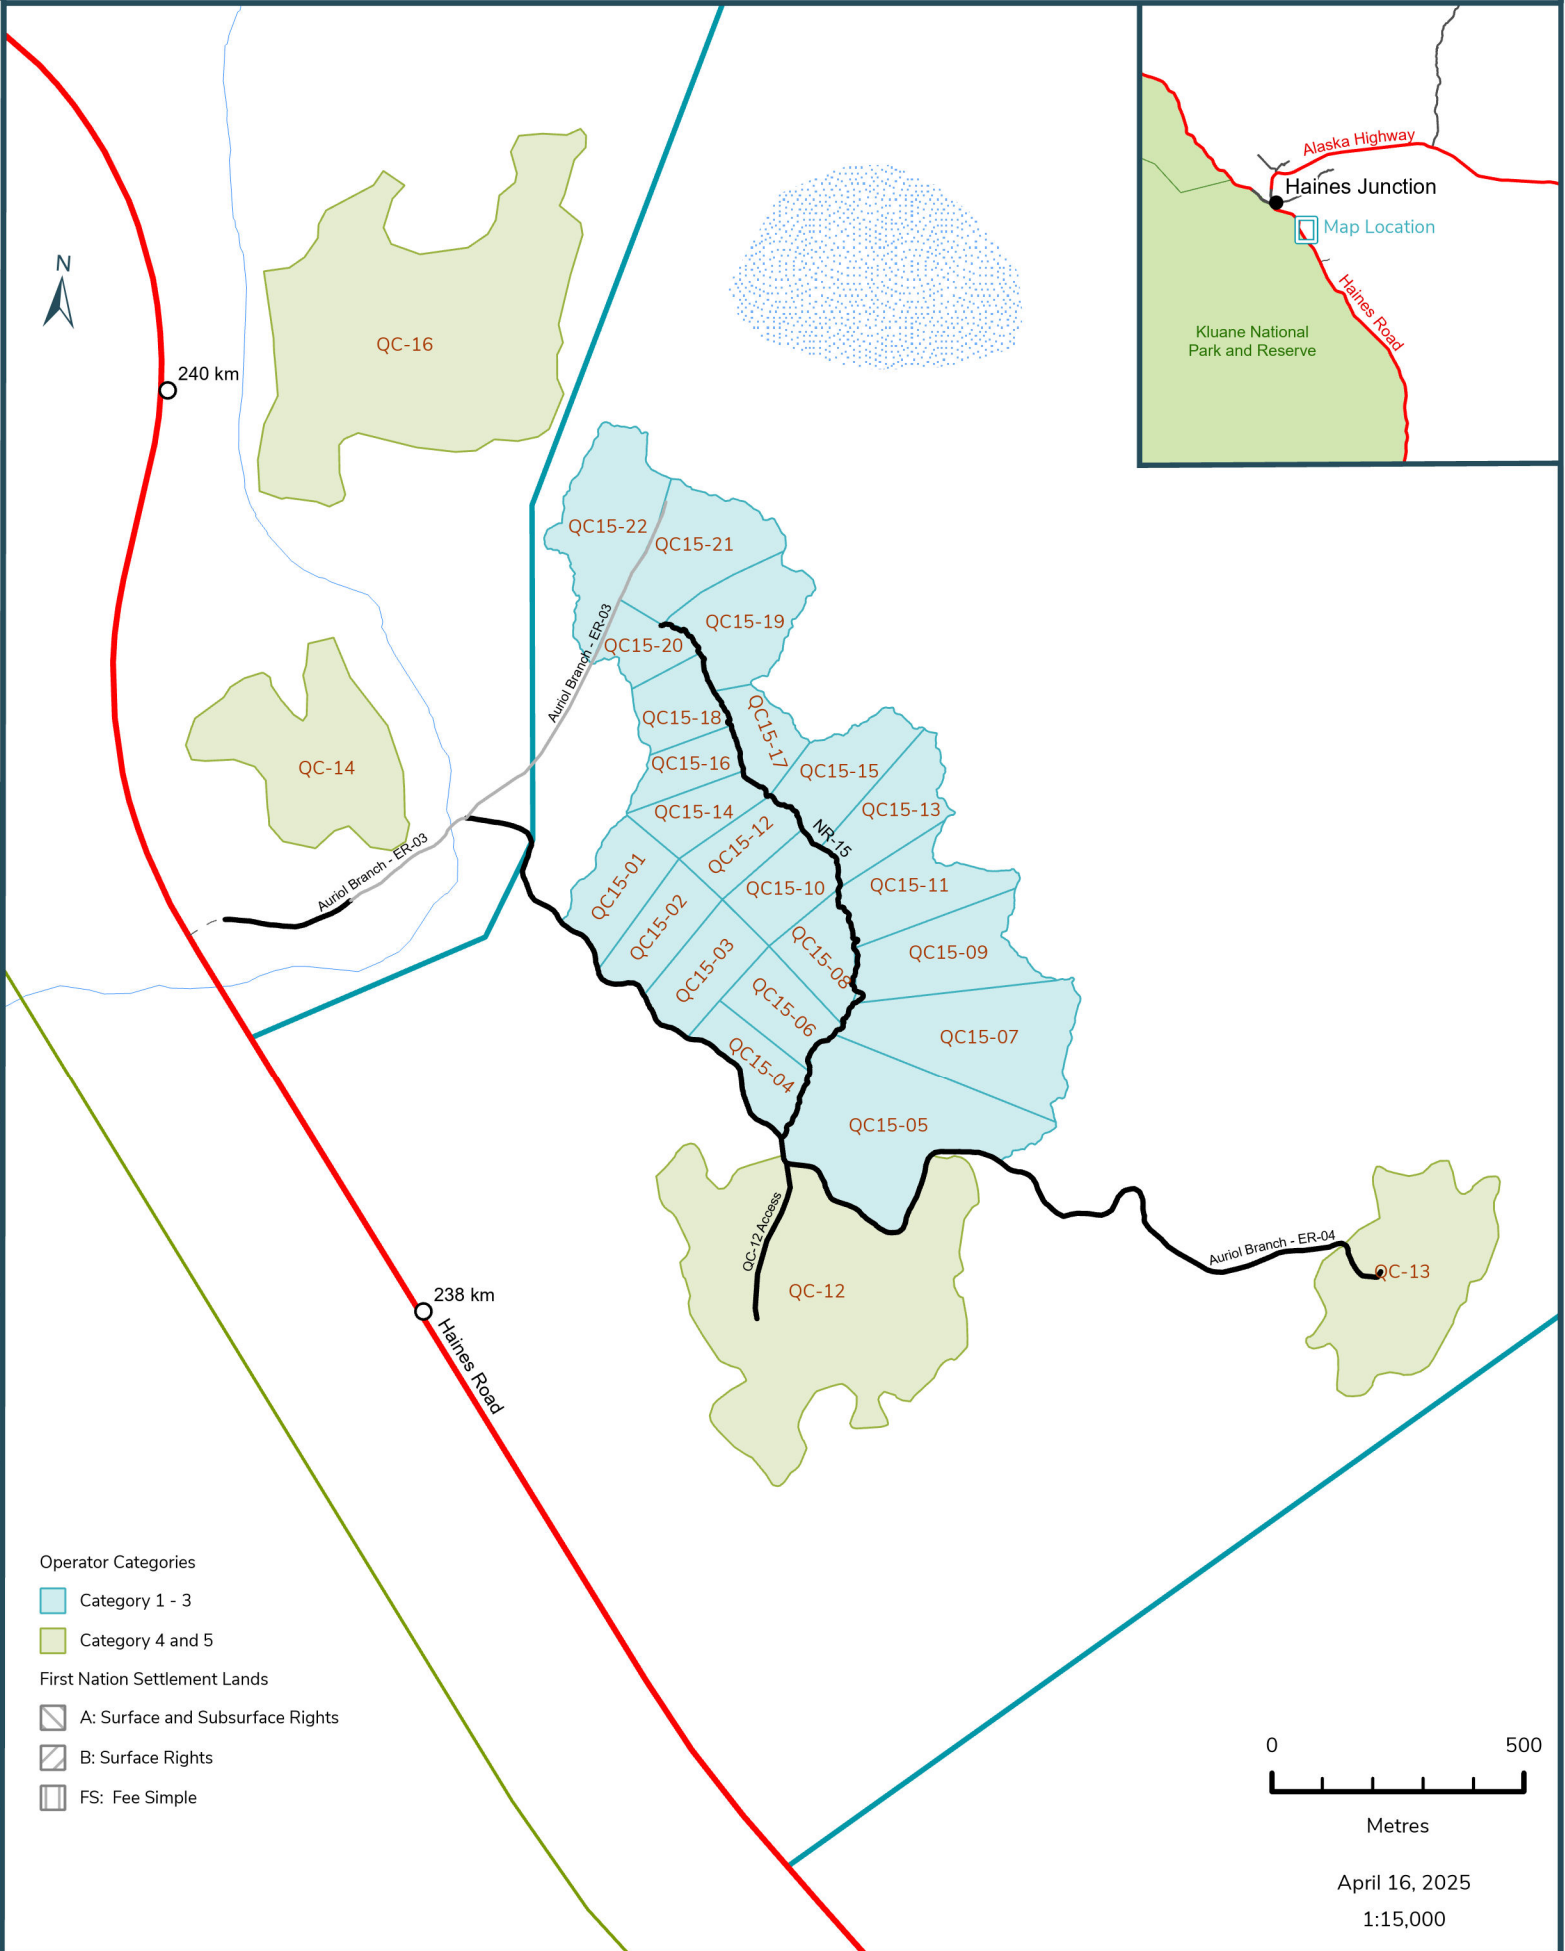 Alaska Highway
Haines Junction
Map Location
Haines Road
Kluane National
Park and Reserve
N
240 km
QC-16
QC15-22
QC15-21
QC15-19
QC15-20
Auriol Branch - ER-03
QC15-18
QC15-17
QC15-16
QC15-15
QC-14
QC15-14
QC15-13
QC15-12
NR-15
Auriol Branch - ER-03
QC15-01
QC15-10
QC15-11
QC15-02
QC15-03
QC15-08
QC15-09
QC15-06
QC15-07
QC15-04
QC15-05
QC-12 Access
QC-12
Auriol Branch - ER-04
QC-13
238 km
Haines Road
Operator Categories
Category 1 - 3
Category 4 and 5
First Nation Settlement Lands
A: Surface and Subsurface Rights
B: Surface Rights
FS: Fee Simple
0 500
Metres
April 16, 2025
1:15,000